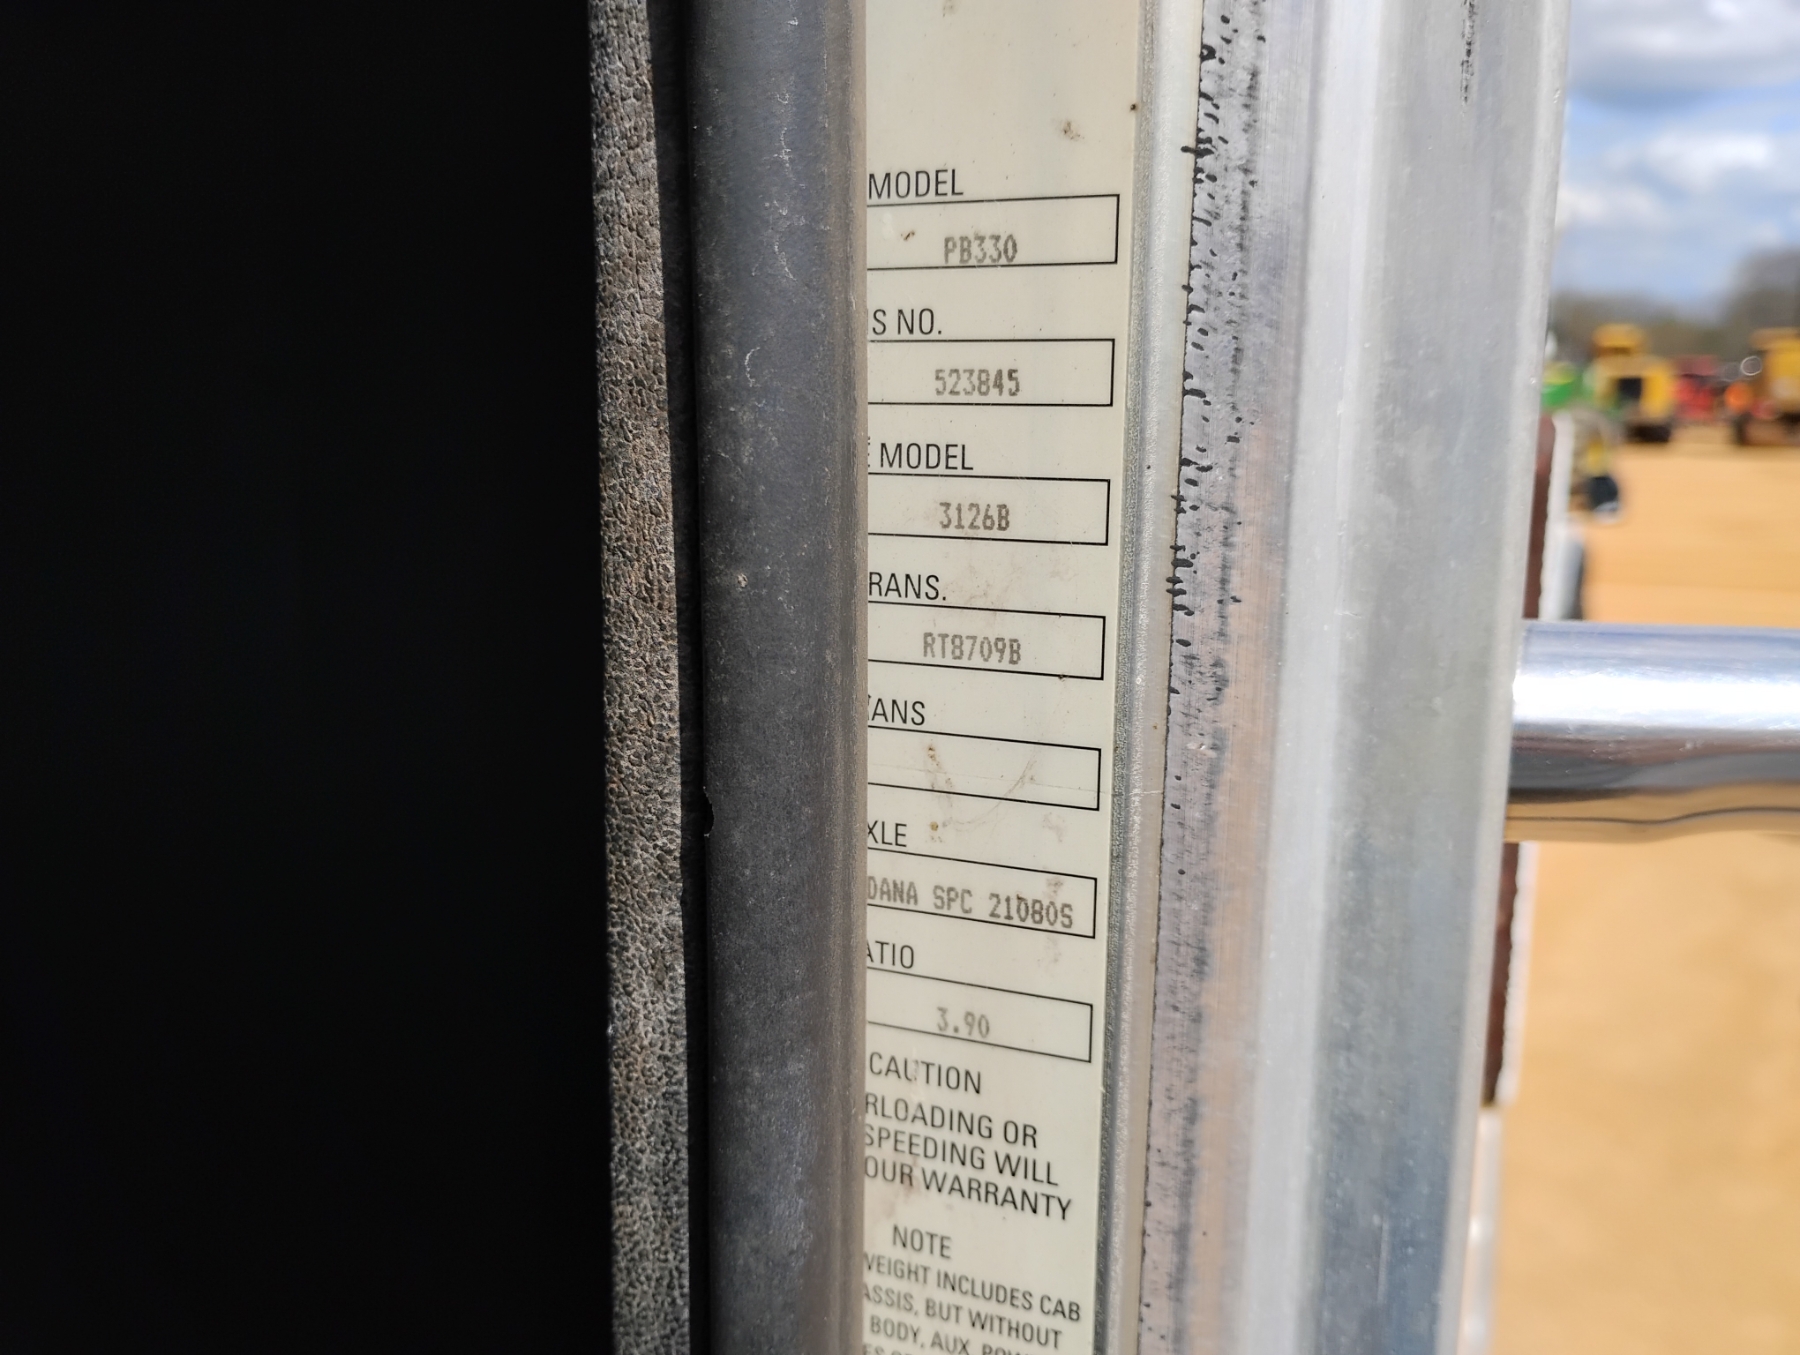 MODEL
PB330
S NO.
523845
MODEL
3126B
RANS.
RT8709B
ANS
XLE
DANA SPC 21080S
ATIO
3.90
CAUTION
RLOADING OR
SPEEDING WILL
OUR WARRANTY
NOTE
WEIGHT INCLUDES CAB
ASSIS, BUT WITHOUT
BODY, AUX.